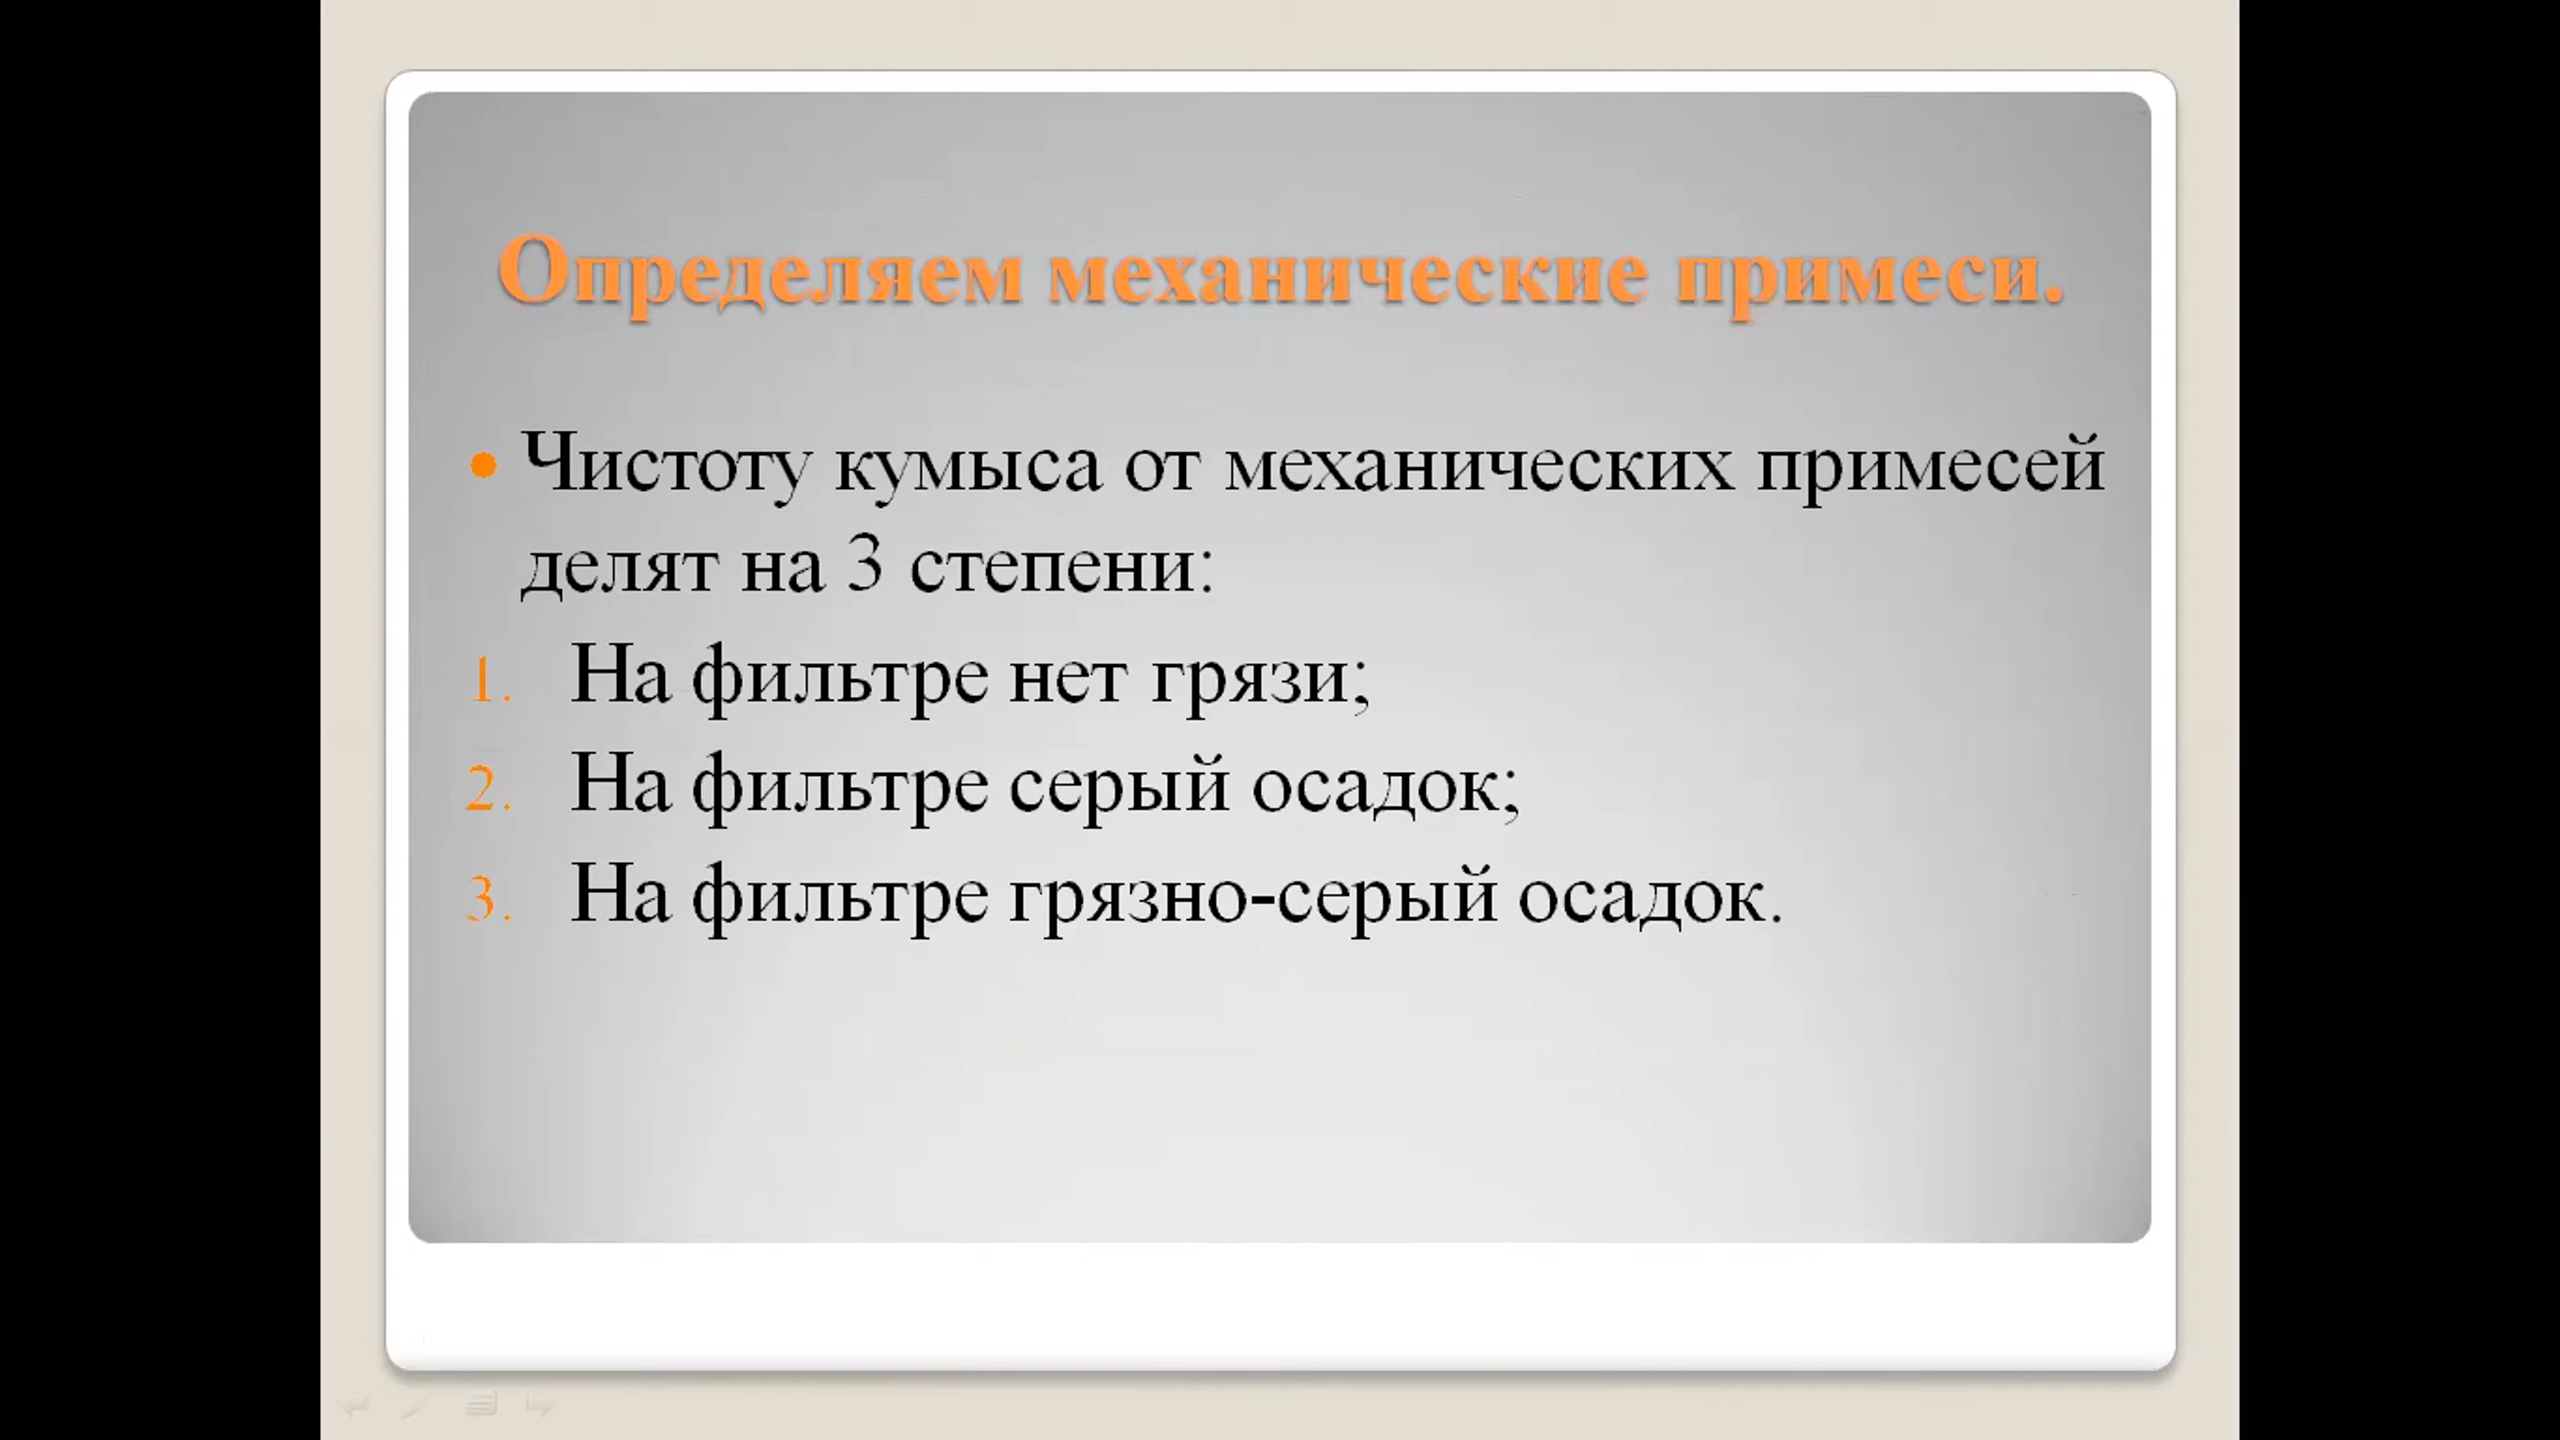 Определяем механические примеси.
• Чистоту кумыса от механических примесей
делят на 3 степени:
1. На фильтре нет грязи;
2. На фильтре серый осадок;
3. На фильтре грязно-серый осадок.